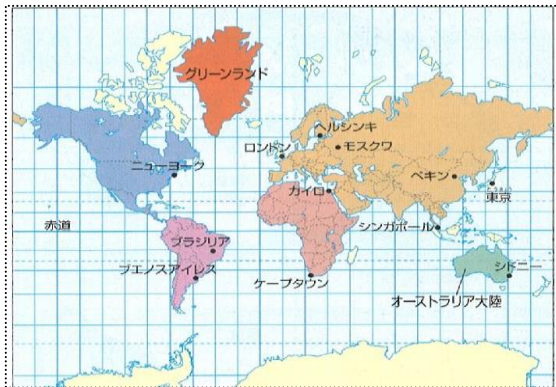 グリーンランド
ヘルシンキ
ロンドン
モスクワ
ニューヨーク
カイロ
ペキン
東京
赤道
シンガポール
ブラジリア
ブエノスアイレス
シドニー
ケープタウン
オーストラリア大陸